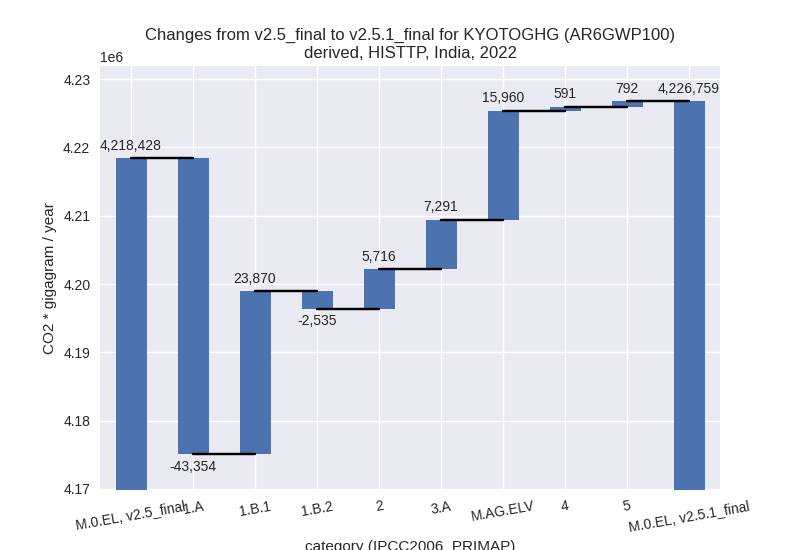 Changes from v2.5_final to v2.5.1_final for KYOTOGHG (AR6GWP100)
derived, HISTTP, India, 2022
1e6
4.23
4.22
4.21
4.20
4.19
4.18
4.17
CO2 * gigagram / year
4,218,428
-43,354
23,870
-2,535
5,716
7,291
15,960
591
792
4,226,759
M.0.EL, v2.5_final
1.A
1.B.1
1.B.2
2
3.A
M.AG.ELV
4
5
M.0.EL, v2.5.1_final
category (IPCC2006_PRIMAP)